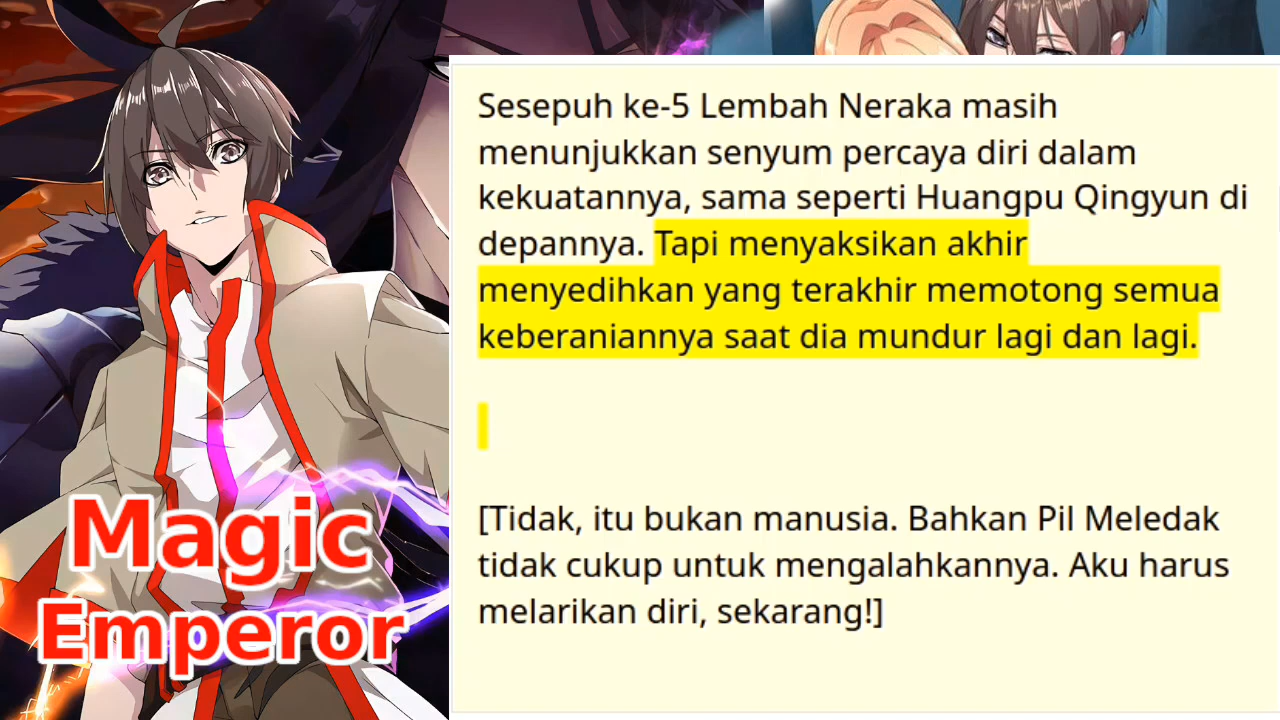 Magic
Emperor
Sesepuh ke-5 Lembah Neraka masih
menunjukkan senyum percaya diri dalam
kekuatannya, sama seperti Huangpu Qingyun di
depannya. Tapi menyaksikan akhir
menyedihkan yang terakhir memotong semua
keberaniannya saat dia mundur lagi dan lagi.
[Tidak, itu bukan manusia. Bahkan Pil Meledak
tidak cukup untuk mengalahkannya. Aku harus
melarikan diri, sekarang!]